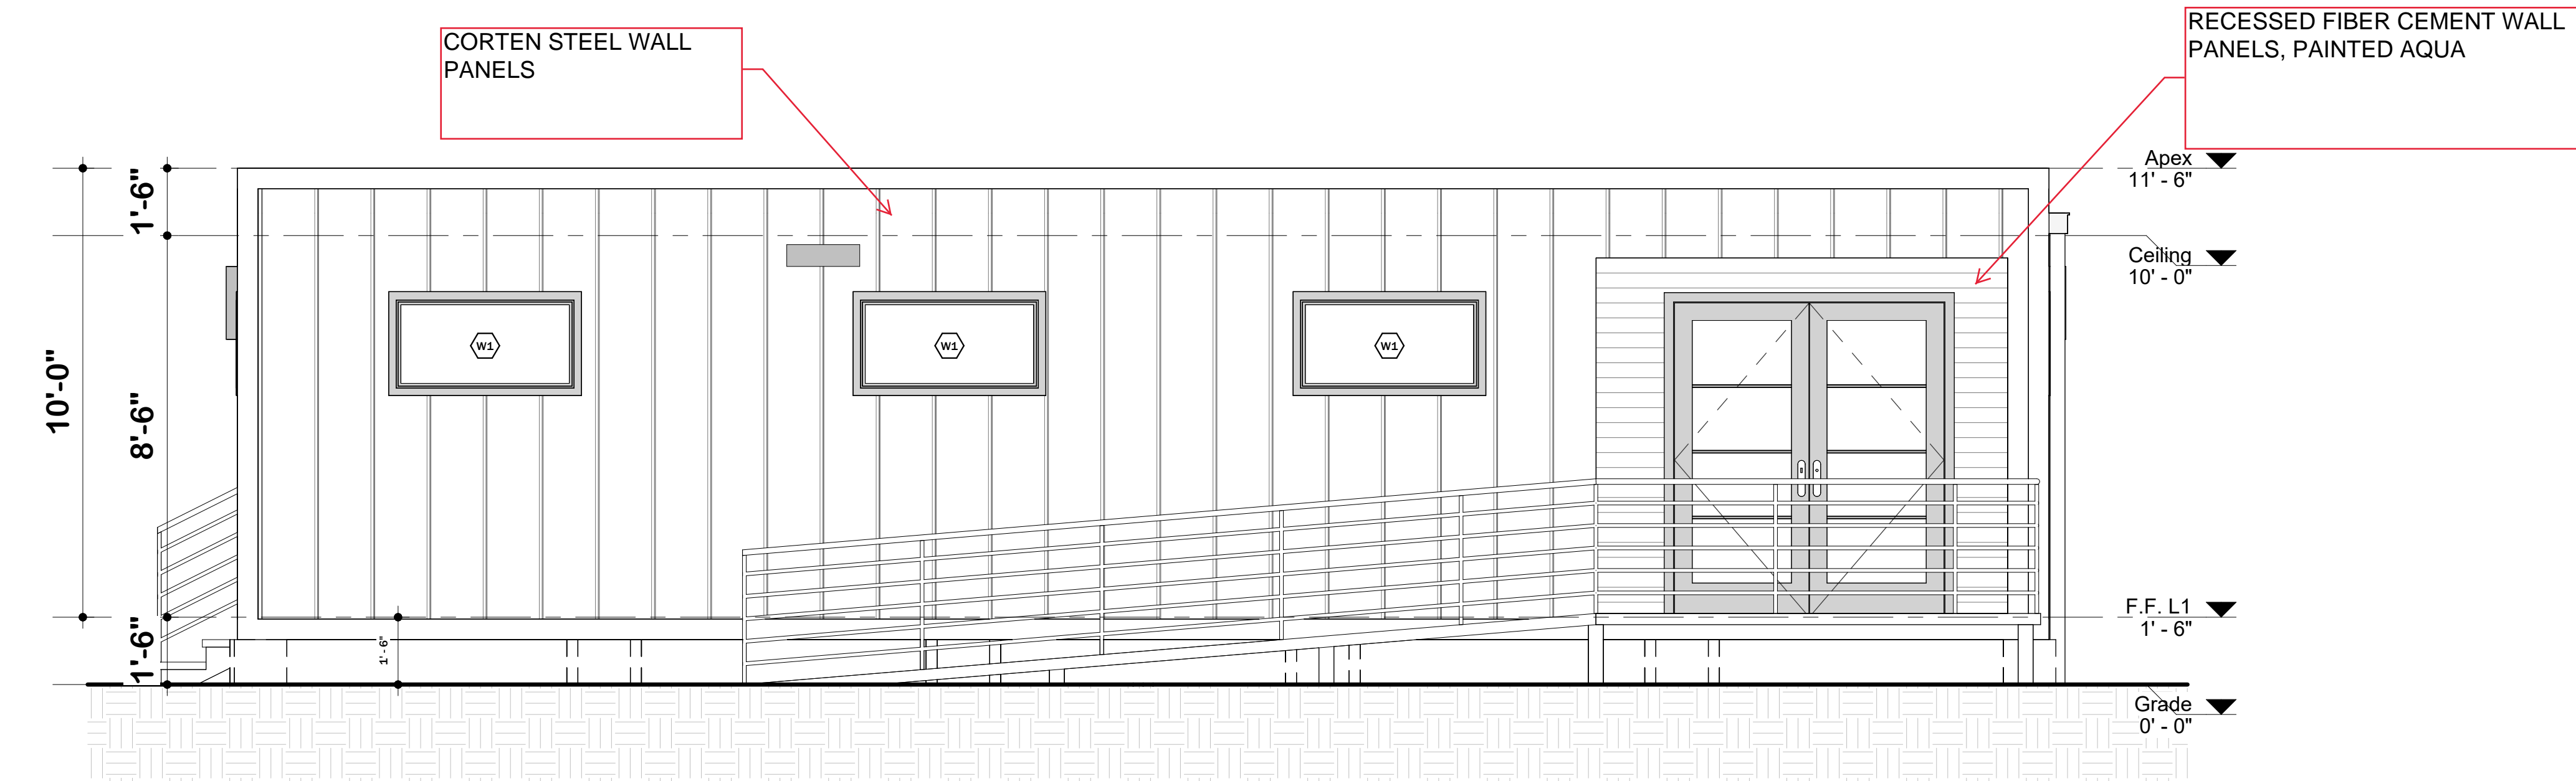 RECESSED FIBER CEMENT WALL
PANELS, PAINTED AQUA
CORTEN STEEL WALL
PANELS
Apex
11' - 6"
1'-6"
Ceiling
10' - 0"
10'-0"
8'-6"
W1
W1
W1
F.F. L1
1' - 6"
1'-6"
1'-6"
Grade
0' - 0"